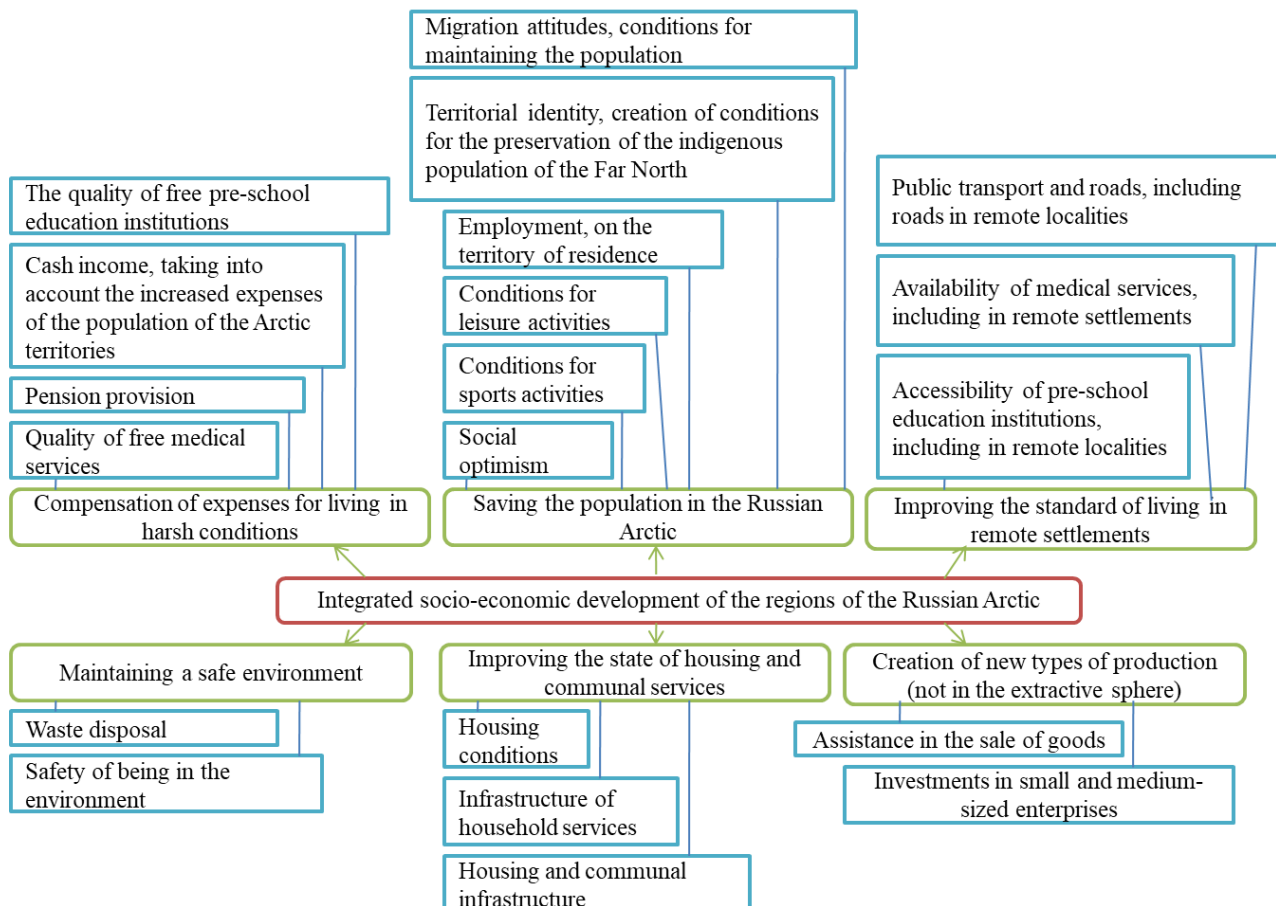 Migration attitudes, conditions for
maintaining the population
Territorial identity, creation of conditions
for the preservation of the indigenous
population of the Far North
The quality of free pre-school
education institutions
Cash income, taking into
account the increased expenses
of the population of the Arctic
territories
Pension provision
Quality of free medical
services
Employment, on the
territory of residence
Conditions for
leisure activities
Conditions for
sports activities
Social
optimism
Public transport and roads, including
roads in remote localities
Availability of medical services,
including in remote settlements
Accessibility of pre-school
education institutions,
including in remote localities
Compensation of expenses for living in
harsh conditions
Saving the population in the Russian
Arctic
Improving the standard of living in
remote settlements
Integrated socio-economic development of the regions of the Russian Arctic
Maintaining a safe environment
Improving the state of housing and
communal services
Creation of new types of production
(not in the extractive sphere)
Waste disposal
Safety of being in the
environment
Housing
conditions
Infrastructure of
household services
Housing and communal
infrastructure
Assistance in the sale of goods
Investments in small and medium-
sized enterprises